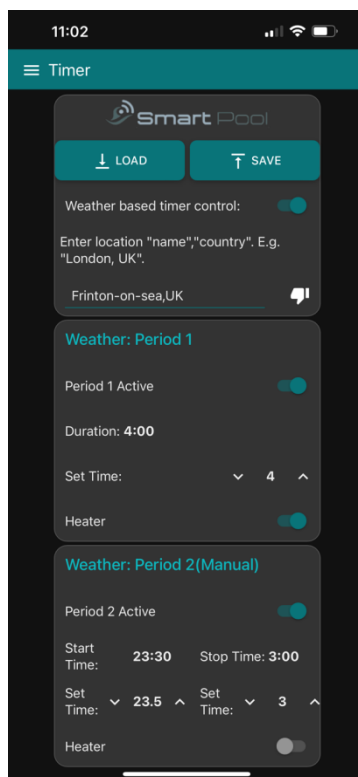 11:02
Timer
Smart Pool
LOAD SAVE
Weather based timer control:
Enter location "name","country". E.g.
"London, UK".
Frinton-on-sea,UK
Weather: Period 1
Period 1 Active
Duration: 4:00
Set Time: 4
Heater
Weather: Period 2(Manual)
Period 2 Active
Start
Time: 23:30 Stop Time: 3:00
Set
Time: 23.5 Set
Time: 3
Heater